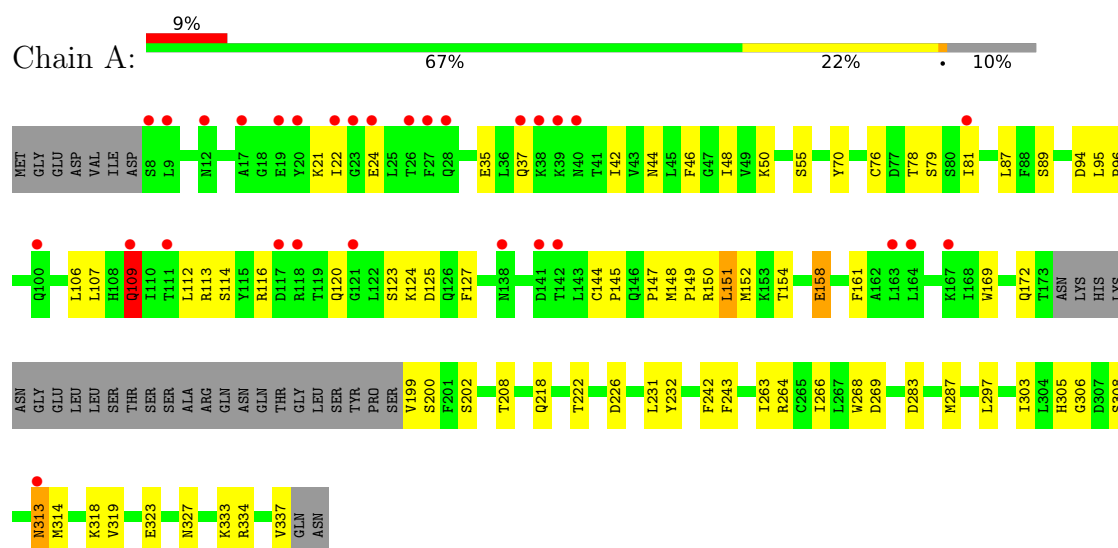 9%
Chain A:
67% 22% • 10%
MET GLY GLU ASP VAL ILE ASP S8 L9 N12 A17 G18 E19 Y20 K21 I22 G23 E24 L25 T26 F27 Q28 E35 L36 Q37 K38 K39 N40 T41 I42 V43 N44 L45 F46 G47 I48 V49 K50 S55 Y70 C76 D77 T78 S79 S80 I81 L87 F88 S89 D94 L95 R96
Q100 L106 L107 H108 Q109 I110 T111 L112 R113 S114 Y115 R116 D117 R118 T119 Q120 G121 L122 S123 K124 D125 Q126 F127 N138 D141 T142 L143 C144 P145 Q146 P147 M148 P149 R150 L151 M152 K153 T154 E158 F161 A162 L163 L164 K167 I168 W169 Q172 T173 ASN LYS HIS LYS
ASN GLY GLU LEU LEU SER THR SER SER ALA ARG GLN ASN GLN THR GLY LEU SER TYR PRO SER V199 S200 F201 S202 T208 Q218 T222 D226 L231 Y232 F242 F243 I263 R264 C265 I266 L267 W268 D269 D283 M287 L297 I303 L304 H305 G306 D307 S308
N313 M314 K318 V319 E323 N327 K333 R334 V337 GLN ASN